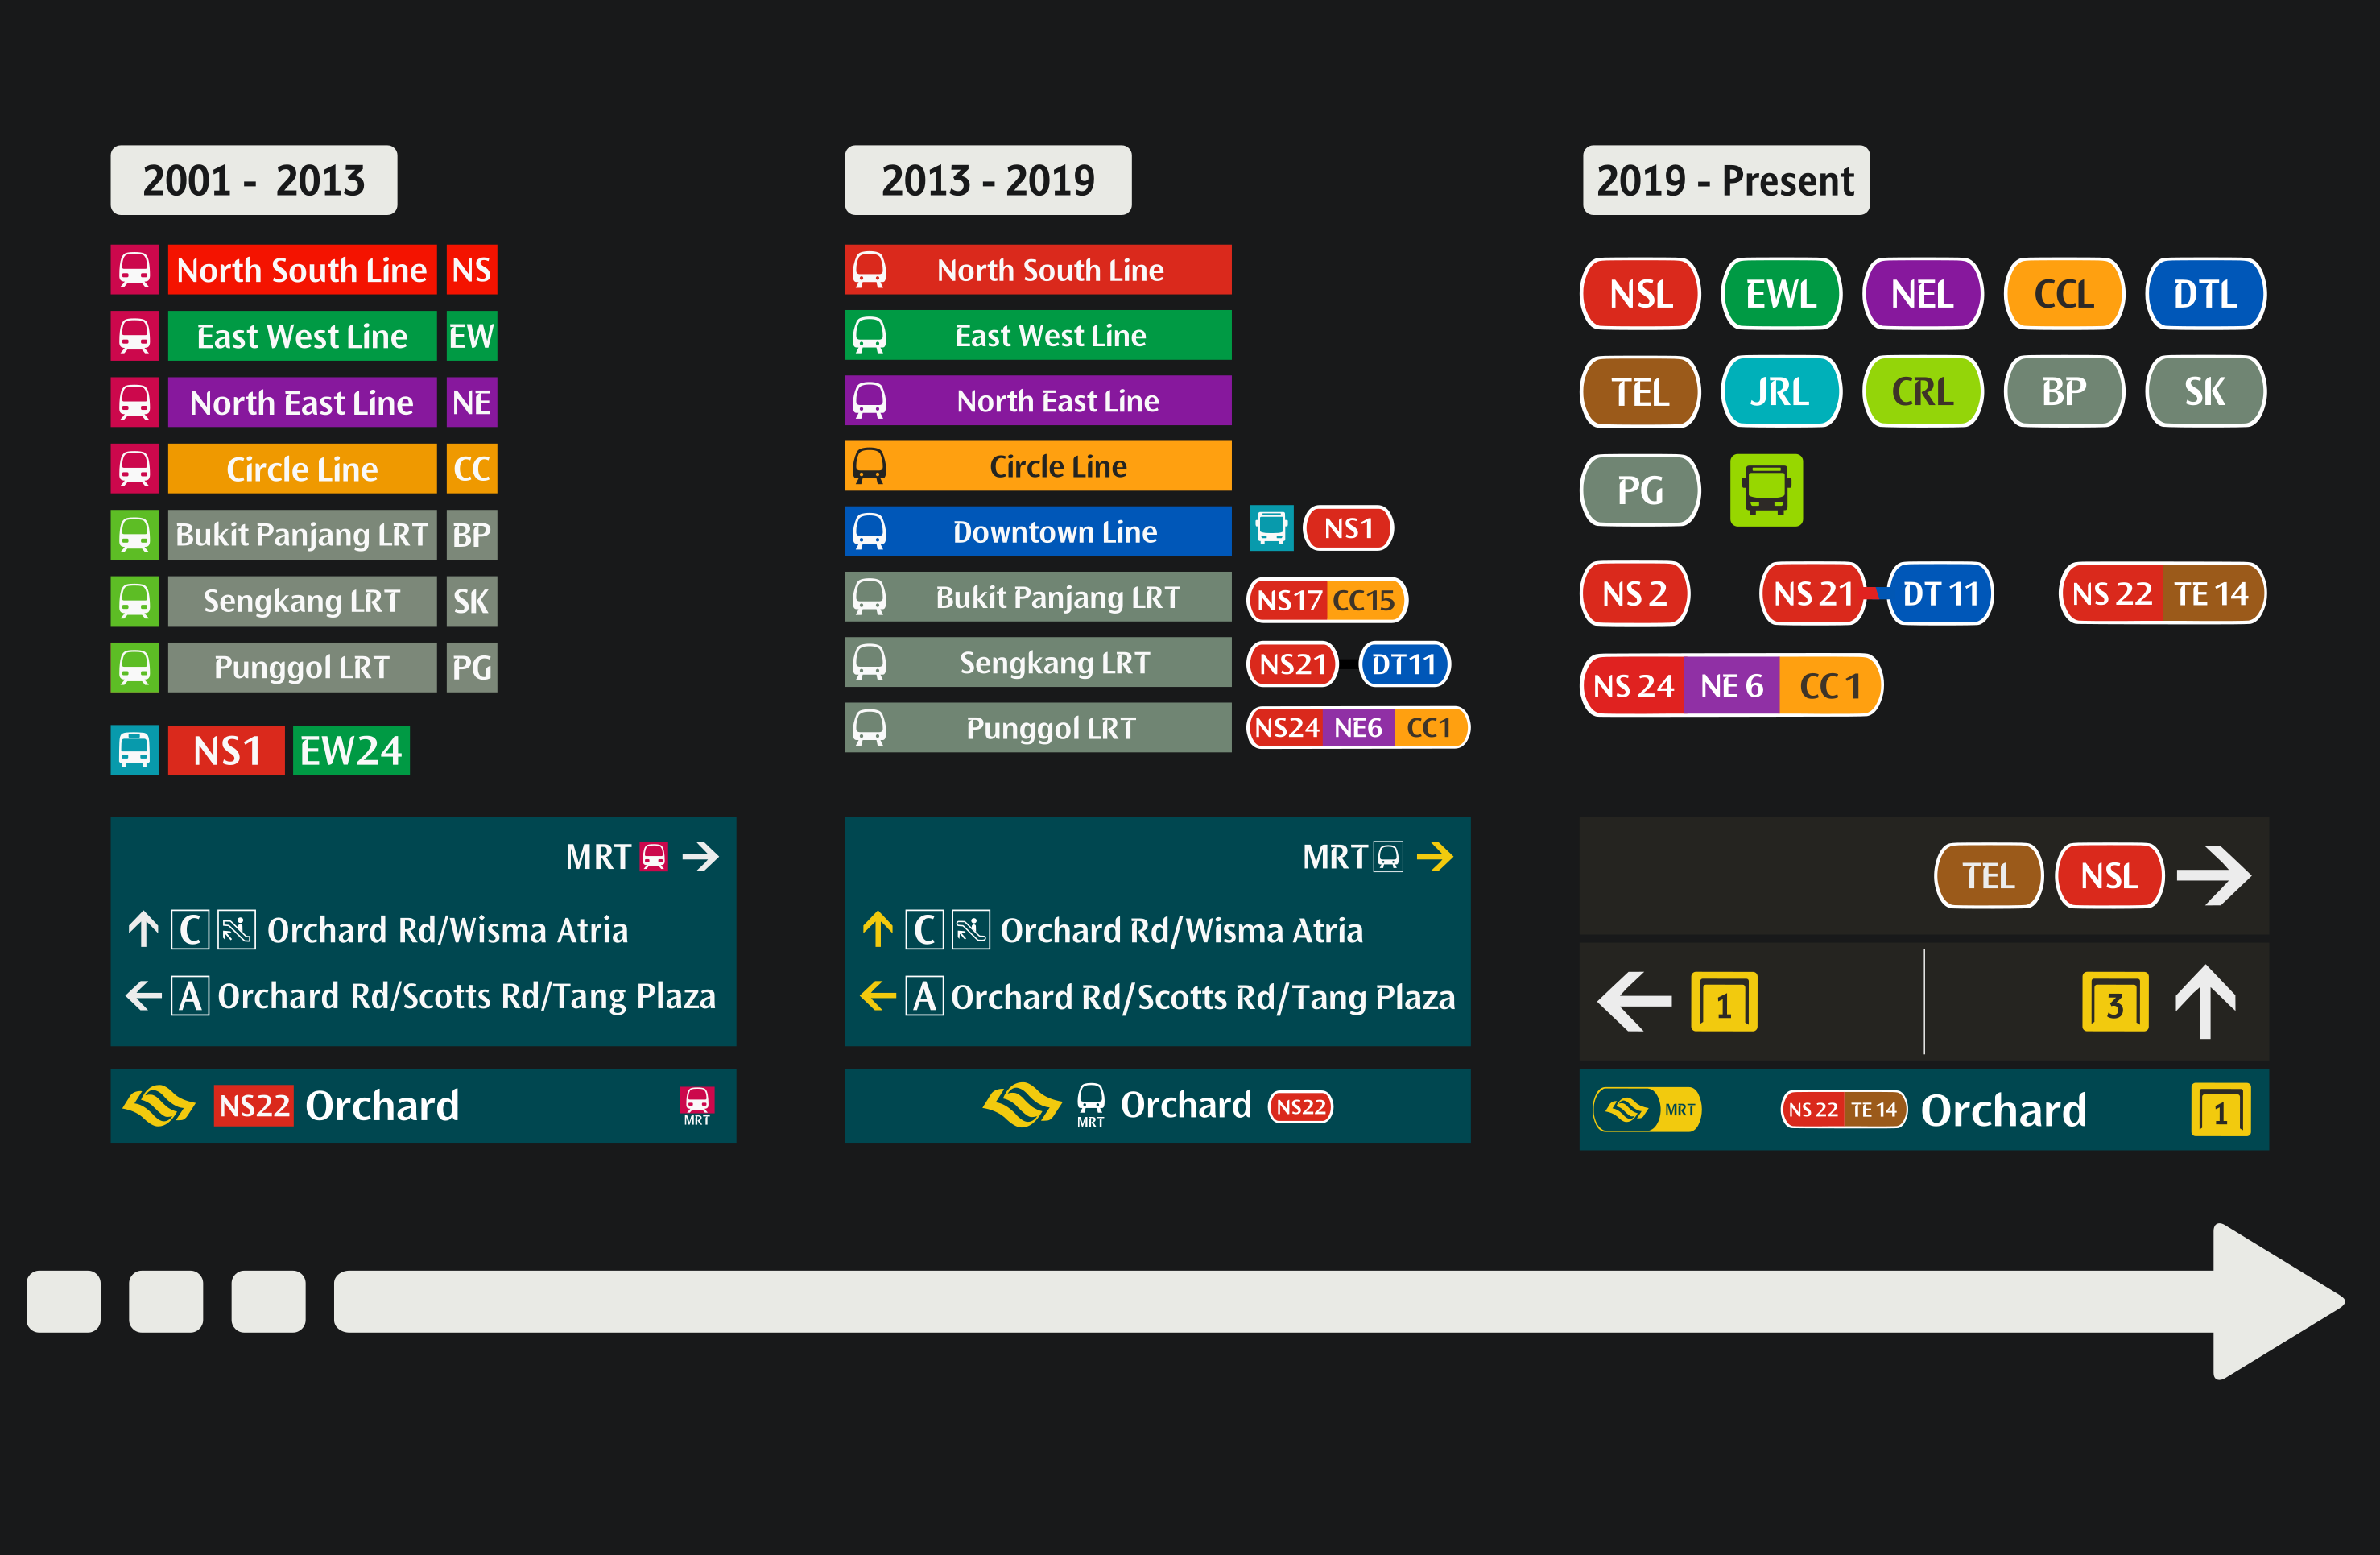 2001 - 2013
North South Line NS
East West Line EW
North East Line NE
Circle Line CC
Bukit Panjang LRT BP
Sengkang LRT SK
Punggol LRT PG
NS1 EW24
MRT
C Orchard Rd/Wisma Atria
A Orchard Rd/Scotts Rd/Tang Plaza
NS22 Orchard MRT
2013 - 2019
North South Line
East West Line
North East Line
Circle Line
Downtown Line NS1
Bukit Panjang LRT NS17 CC15
Sengkang LRT NS21 DT11
Punggol LRT NS24 NE6 CC1
MRT
C Orchard Rd/Wisma Atria
A Orchard Rd/Scotts Rd/Tang Plaza
MRT Orchard NS22
2019 - Present
NSL EWL NEL CCL DTL
TEL JRL CRL BP SK
PG
NS 2 NS 21 DT 11 NS 22 TE 14
NS 24 NE 6 CC 1
TEL NSL
1 3
MRT NS 22 TE 14 Orchard 1